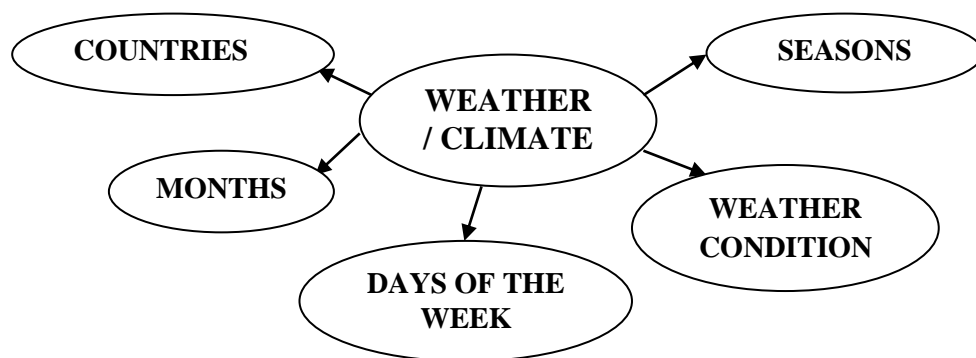 COUNTRIES
SEASONS
WEATHER
/ CLIMATE
MONTHS
WEATHER
CONDITION
DAYS OF THE
WEEK